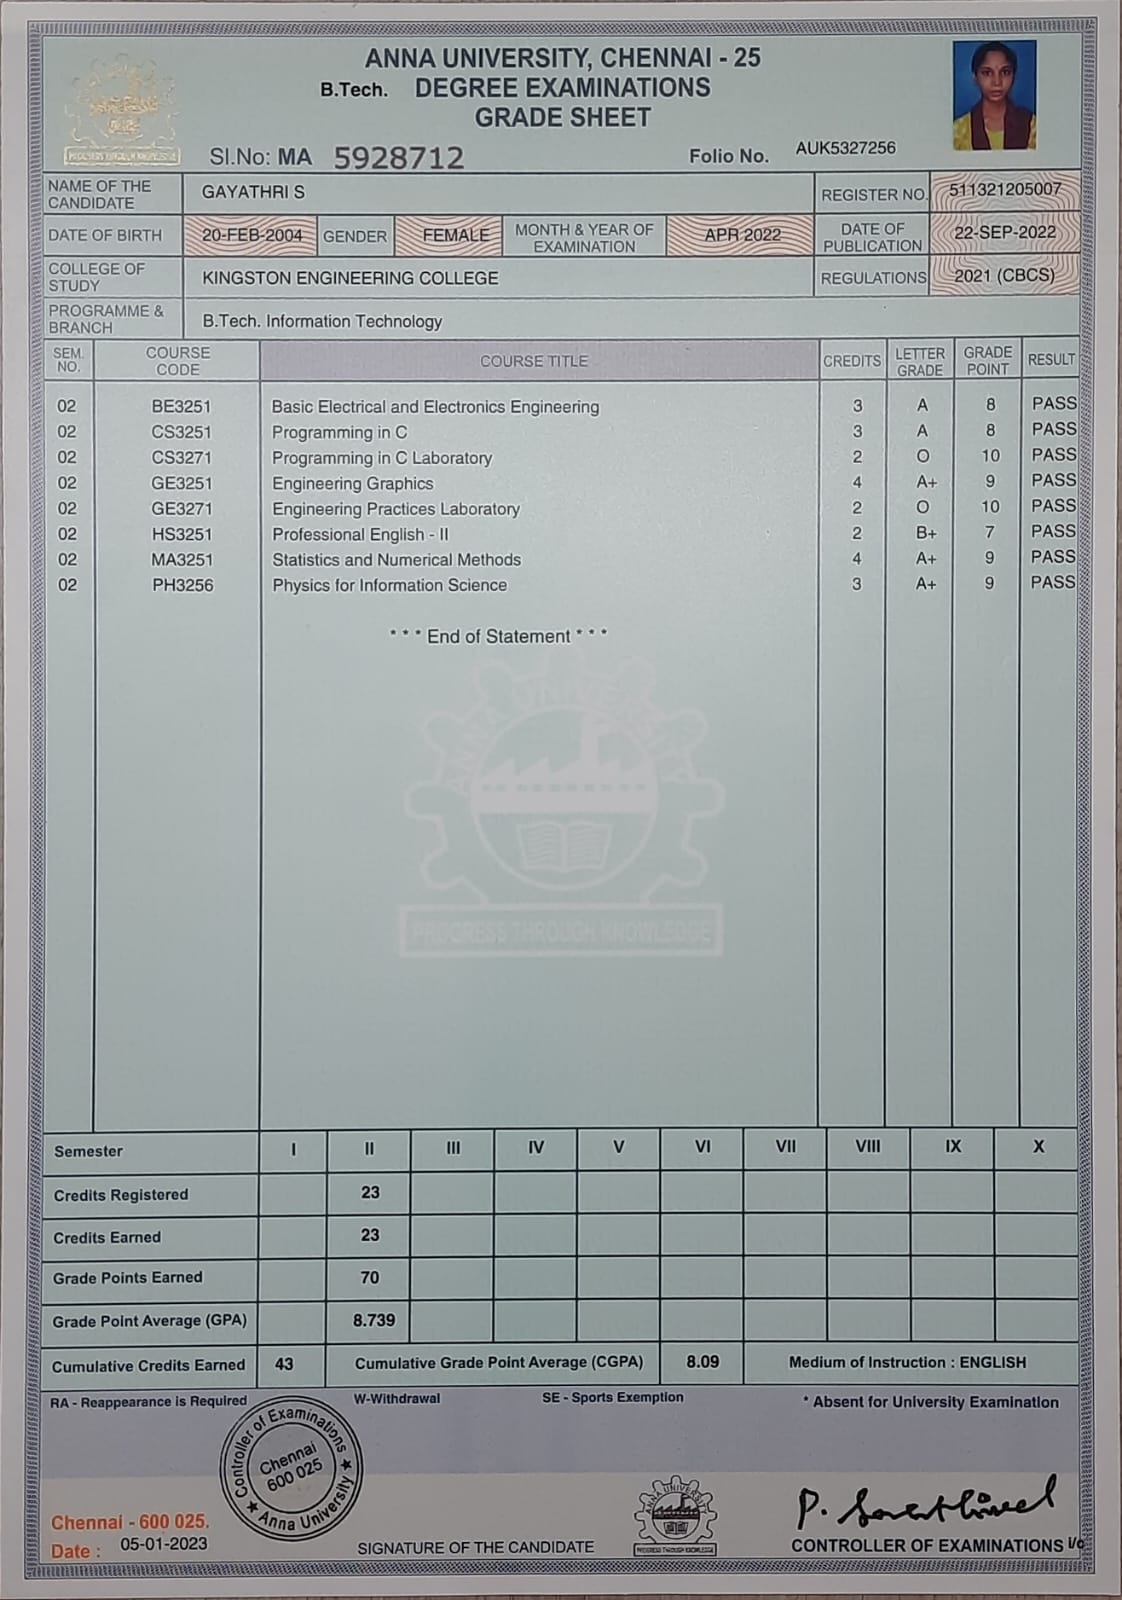 ANNA UNIVERSITY, CHENNAI - 25
B.Tech. DEGREE EXAMINATIONS
GRADE SHEET
PROGRESS THROUGH KNOWLEDGE
Sl.No: MA 5928712 Folio No. AUK5327256
NAME OF THE CANDIDATE GAYATHRI S REGISTER NO. 511321205007
DATE OF BIRTH 20-FEB-2004 GENDER FEMALE MONTH & YEAR OF EXAMINATION APR 2022 DATE OF PUBLICATION 22-SEP-2022
COLLEGE OF STUDY KINGSTON ENGINEERING COLLEGE REGULATIONS 2021 (CBCS)
PROGRAMME & BRANCH B.Tech. Information Technology
SEM. NO. COURSE CODE COURSE TITLE CREDITS LETTER GRADE GRADE POINT RESULT
02 BE3251 Basic Electrical and Electronics Engineering 3 A 8 PASS
02 CS3251 Programming in C 3 A 8 PASS
02 CS3271 Programming in C Laboratory 2 O 10 PASS
02 GE3251 Engineering Graphics 4 A+ 9 PASS
02 GE3271 Engineering Practices Laboratory 2 O 10 PASS
02 HS3251 Professional English - II 2 B+ 7 PASS
02 MA3251 Statistics and Numerical Methods 4 A+ 9 PASS
02 PH3256 Physics for Information Science 3 A+ 9 PASS
* * * End of Statement * * *
ANNA UNIVERSITY
PROGRESS THROUGH KNOWLEDGE
Semester I II III IV V VI VII VIII IX X
Credits Registered 23
Credits Earned 23
Grade Points Earned 70
Grade Point Average (GPA) 8.739
Cumulative Credits Earned 43 Cumulative Grade Point Average (CGPA) 8.09 Medium of Instruction : ENGLISH
RA - Reappearance is Required W-Withdrawal SE - Sports Exemption * Absent for University Examination
Controller of Examinations
Chennai
600 025
Anna University
Chennai - 600 025.
Date : 05-01-2023
SIGNATURE OF THE CANDIDATE
ANNA UNIVERSITY
PROGRESS THROUGH KNOWLEDGE
CONTROLLER OF EXAMINATIONS I/c